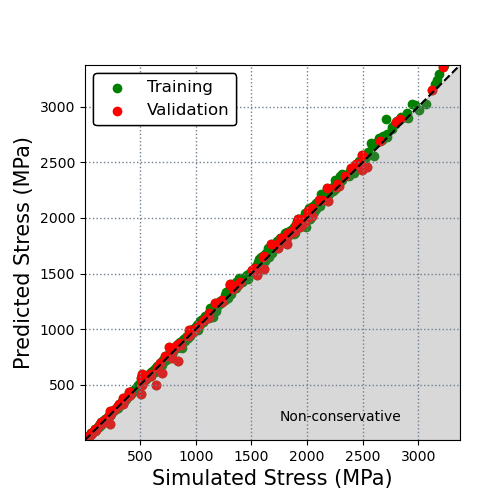 Training
Validation
3000
2500
2000
1500
1000
500
Predicted Stress (MPa)
Non-conservative
500 1000 1500 2000 2500 3000
Simulated Stress (MPa)